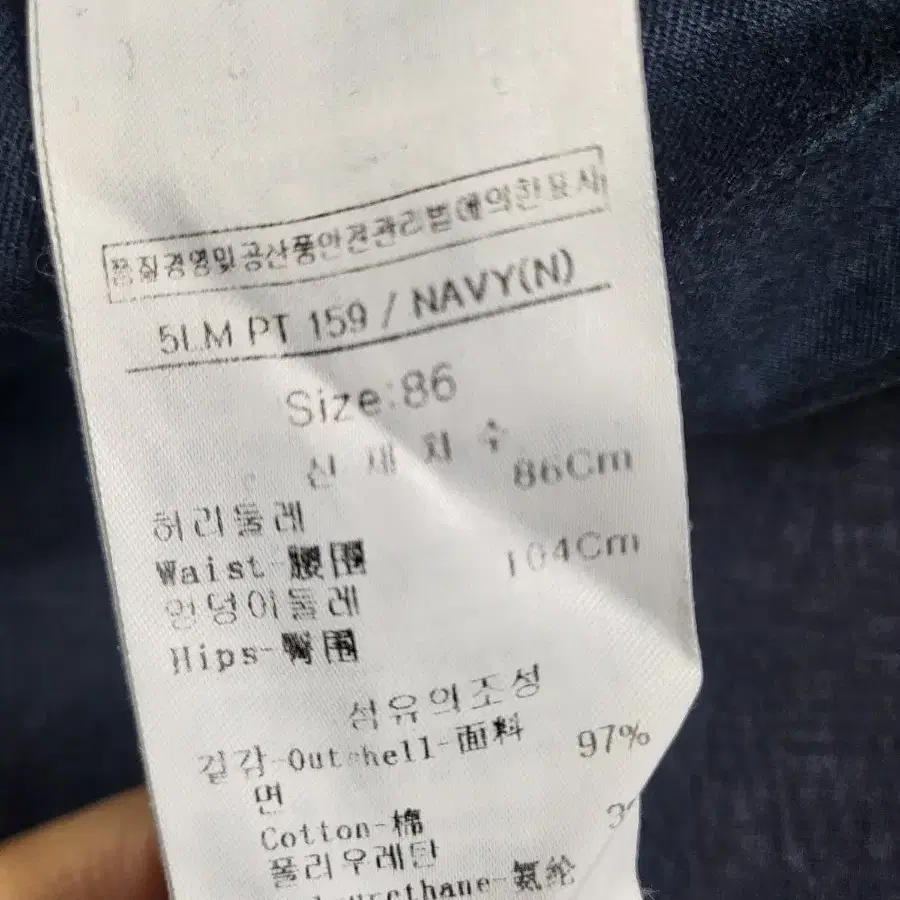 품질경영및공산품안전관리법에의한표시
5LM PT 159 / NAVY(N)
Size:86
신체치수
86Cm
허리둘레
Waist-腰围
104Cm
엉덩이둘레
Hips-臀围
섬유의조성
겉감-Outshell-面料
97%
면
Cotton-棉
폴리우레탄
-氨纶